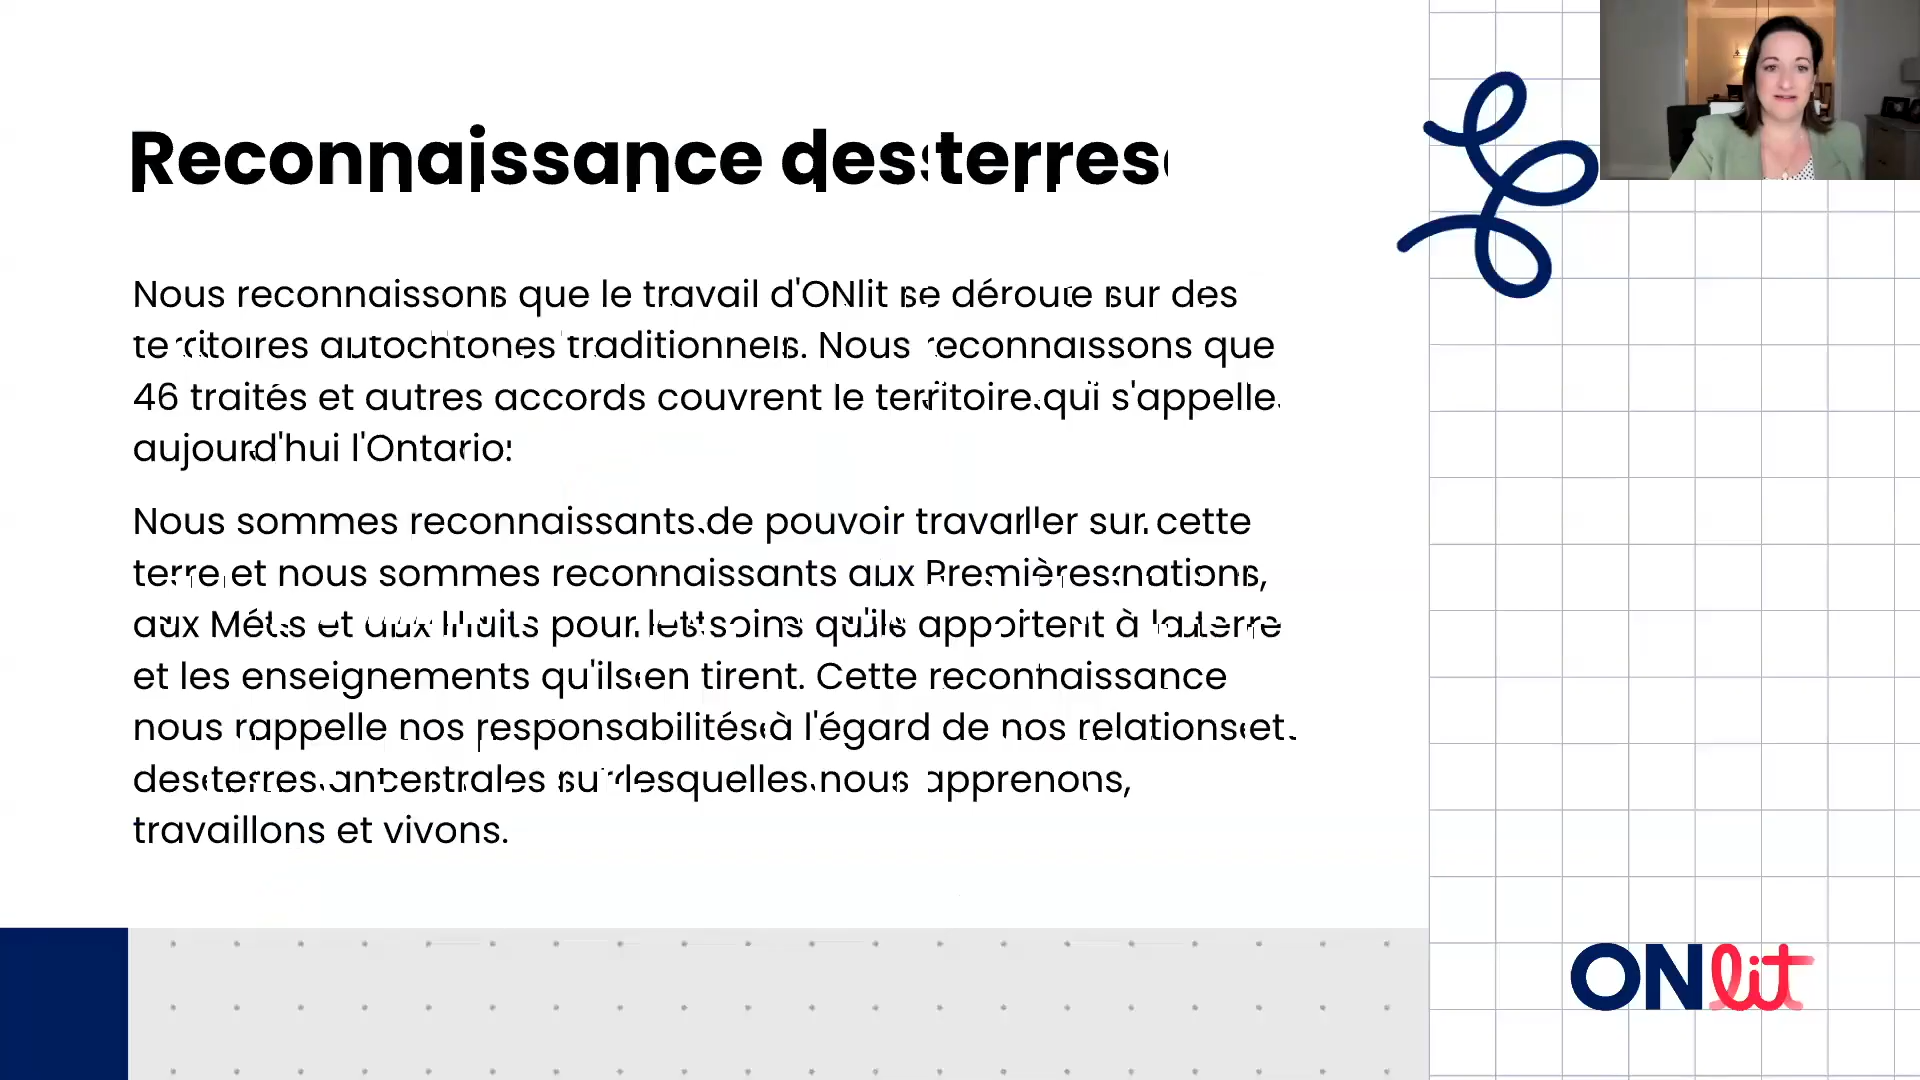 Reconnaissance des terres
Nous reconnaissons que le travail d'ONlit se déroule sur des
territoires autochtones traditionnels. Nous reconnaissons que
46 traités et autres accords couvrent le territoire qui s'appelle
aujourd'hui l'Ontario.
Nous sommes reconnaissants de pouvoir travailler sur cette
terre et nous sommes reconnaissants aux Premières nations,
aux Métis et aux Inuits pour les soins qu'ils apportent à la terre
et les enseignements qu'ils en tirent. Cette reconnaissance
nous rappelle nos responsabilités à l'égard de nos relations et
des terres ancestrales sur lesquelles nous apprenons,
travaillons et vivons.
ONlit